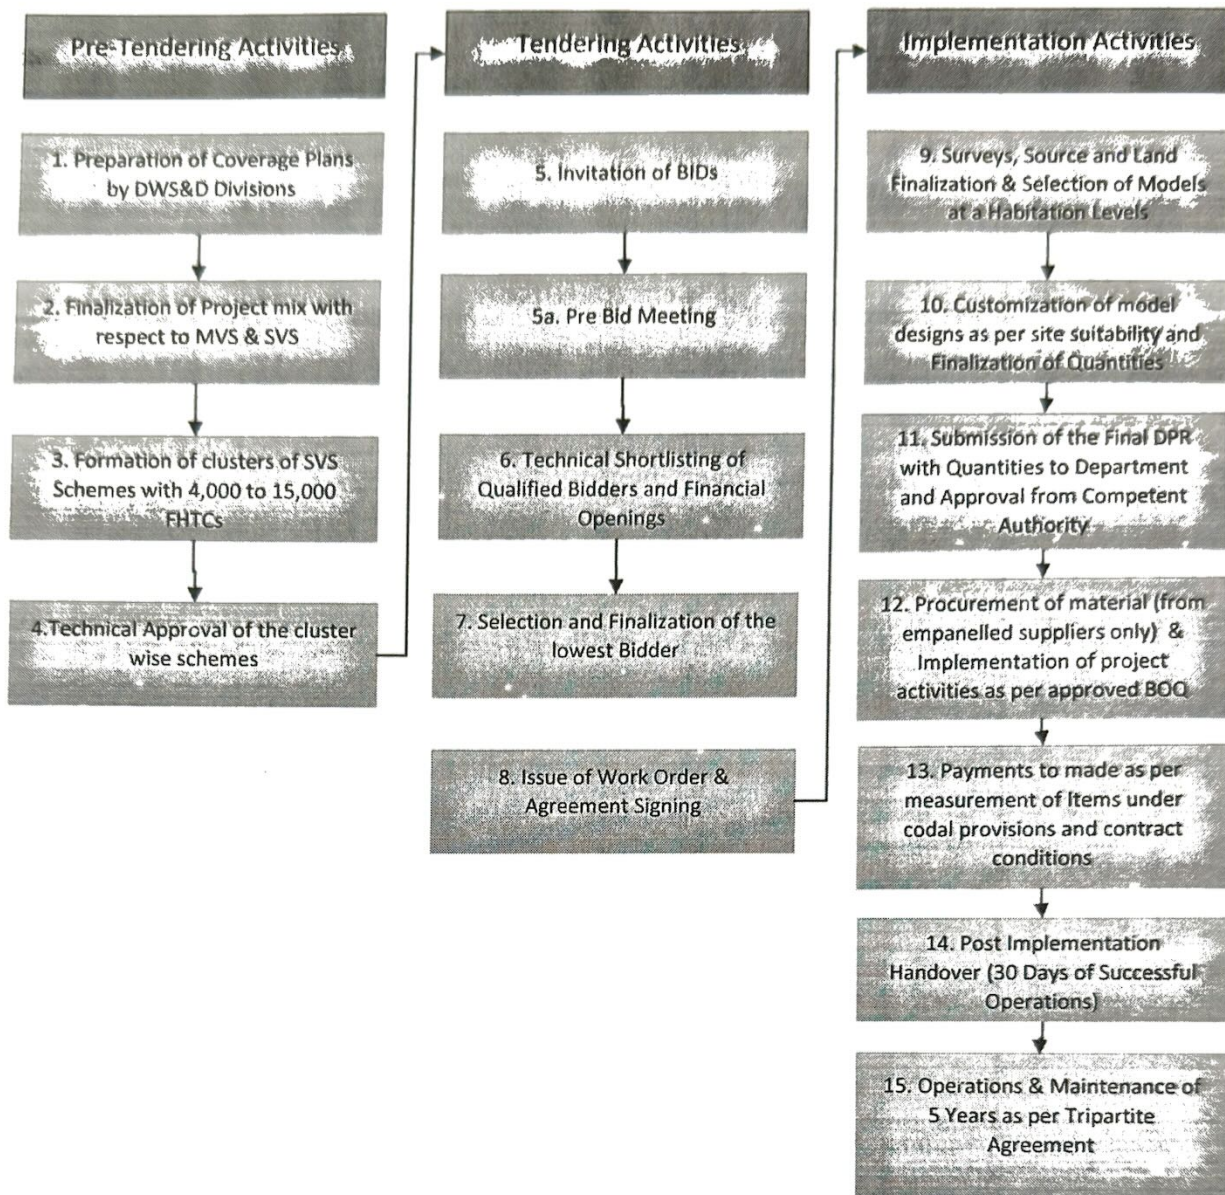 Pre-Tendering Activities
1. Preparation of Coverage Plans
by DWS&D Divisions
2. Finalization of Project mix with
respect to MVS & SVS
3. Formation of clusters of SVS
Schemes with 4,000 to 15,000
FHTCs
4.Technical Approval of the cluster
wise schemes
Tendering Activities
5. Invitation of BIDs
5a. Pre Bid Meeting
6. Technical Shortlisting of
Qualified Bidders and Financial
Openings
7. Selection and Finalization of the
lowest Bidder
8. Issue of Work Order &
Agreement Signing
Implementation Activities
9. Surveys, Source and Land
Finalization & Selection of Models
at a Habitation Levels
10. Customization of model
designs as per site suitability and
Finalization of Quantities
11. Submission of the Final DPR
with Quantities to Department
and Approval from Competent
Authority
12. Procurement of material (from
empanelled suppliers only) &
Implementation of project
activities as per approved BOQ
13. Payments to made as per
measurement of Items under
codal provisions and contract
conditions
14. Post Implementation
Handover (30 Days of Successful
Operations)
15. Operations & Maintenance of
5 Years as per Tripartite
Agreement